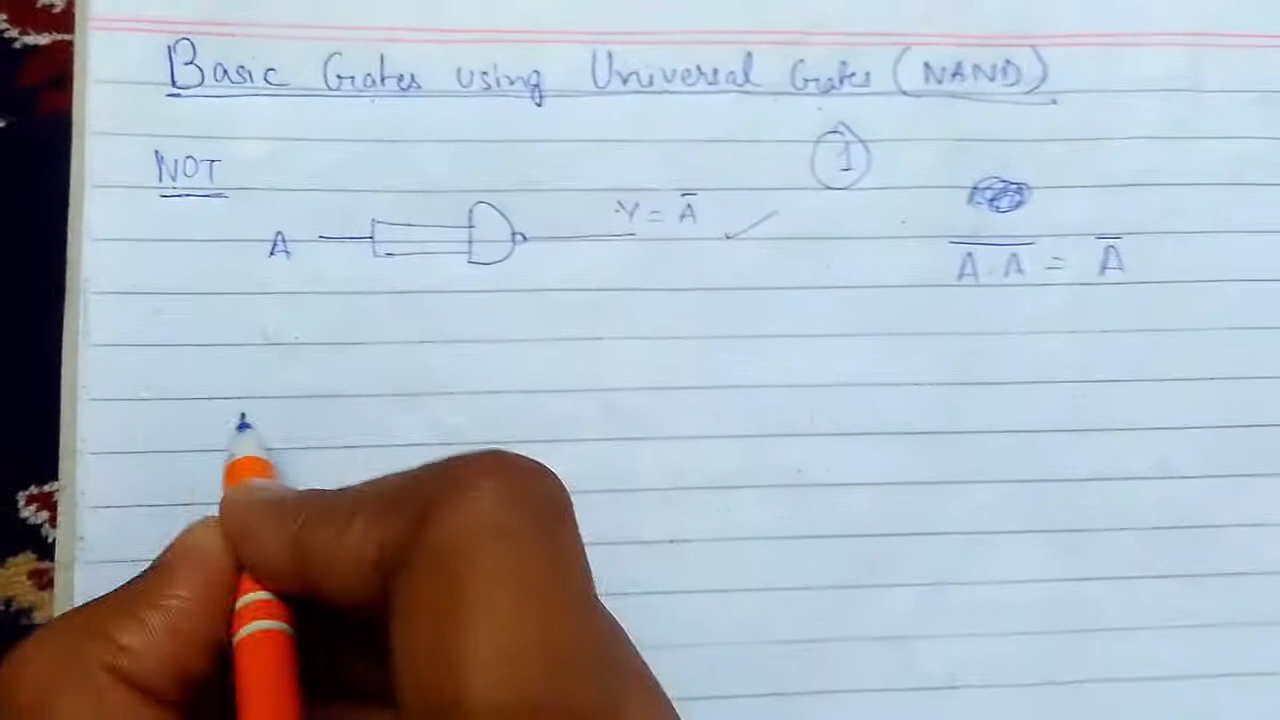 Basic Gates using Universal Gates (NAND)
1
NOT
A Y = A̅
A̅.̅A̅ = A̅